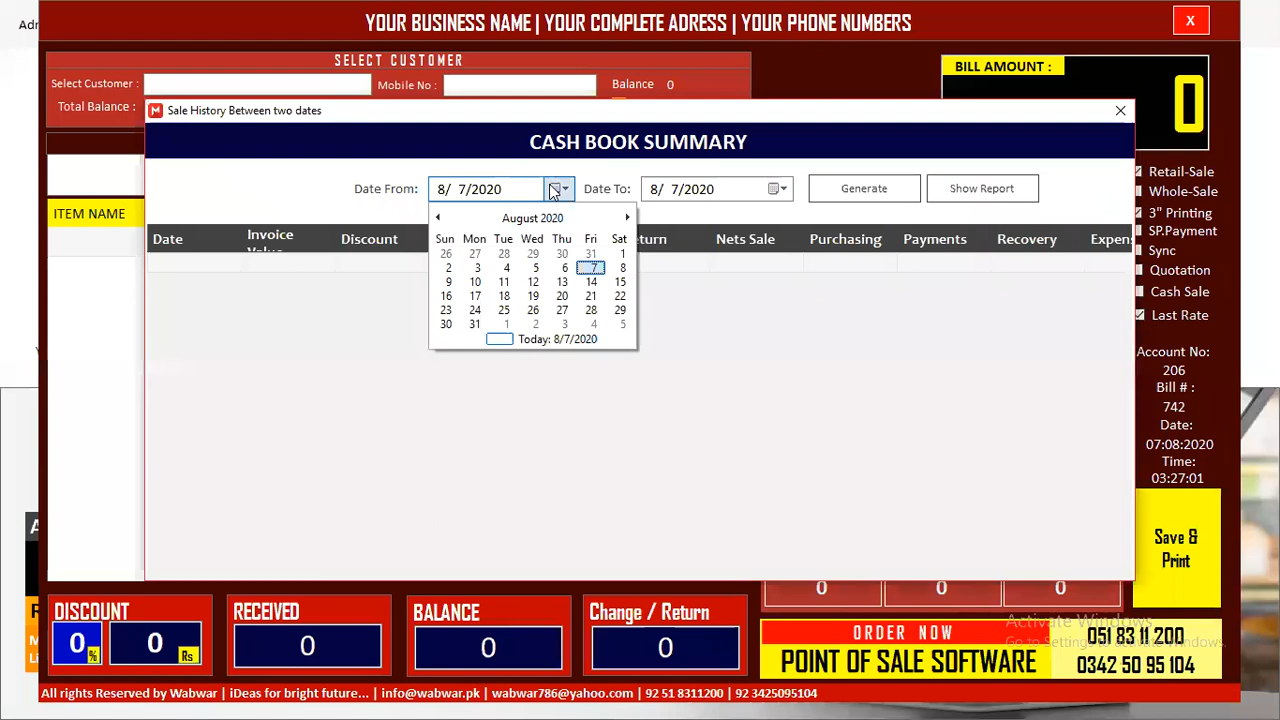 Adr
YOUR BUSINESS NAME | YOUR COMPLETE ADRESS | YOUR PHONE NUMBERS
X
SELECT CUSTOMER
Select Customer :
Mobile No :
Balance 0
Total Balance :
BILL AMOUNT :
0
Sale History Between two dates
CASH BOOK SUMMARY
Date From: 8/ 7/2020
Date To: 8/ 7/2020
Generate
Show Report
August 2020
Sun Mon Tue Wed Thu Fri Sat
26 27 28 29 30 31 1
2 3 4 5 6 7 8
9 10 11 12 13 14 15
16 17 18 19 20 21 22
23 24 25 26 27 28 29
30 31 1 2 3 4 5
Today: 8/7/2020
Date Invoice Discount Nets Sale Purchasing Payments Recovery Expens
ITEM NAME
Retail-Sale
Whole-Sale
3" Printing
SP.Payment
Sync
Quotation
Cash Sale
Last Rate
Account No:
206
Bill # :
742
Date:
07:08:2020
Time:
03:27:01
Save &
Print
0 0 0
DISCOUNT
0 % 0 Rs
RECEIVED
0
BALANCE
0
Change / Return
0
ORDER NOW
POINT OF SALE SOFTWARE
051 83 11 200
0342 50 95 104
Activate Windows
Go to Settings to activate Windows.
All rights Reserved by Wabwar | iDeas for bright future... | info@wabwar.pk | wabwar786@yahoo.com | 92 51 8311200 | 92 3425095104